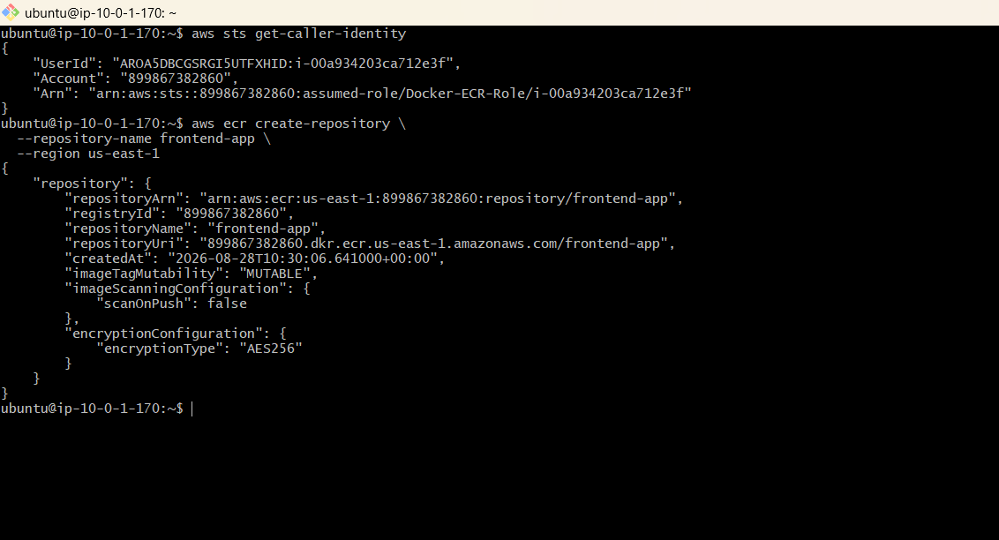 ubuntu@ip-10-0-1-170: ~
ubuntu@ip-10-0-1-170:~$ aws sts get-caller-identity
{
    "UserId": "AROA5DBCGSRGI5UTFXHID:i-00a934203ca712e3f",
    "Account": "899867382860",
    "Arn": "arn:aws:sts::899867382860:assumed-role/Docker-ECR-Role/i-00a934203ca712e3f"
}
ubuntu@ip-10-0-1-170:~$ aws ecr create-repository \
  --repository-name frontend-app \
  --region us-east-1
{
    "repository": {
        "repositoryArn": "arn:aws:ecr:us-east-1:899867382860:repository/frontend-app",
        "registryId": "899867382860",
        "repositoryName": "frontend-app",
        "repositoryUri": "899867382860.dkr.ecr.us-east-1.amazonaws.com/frontend-app",
        "createdAt": "2026-08-28T10:30:06.641000+00:00",
        "imageTagMutability": "MUTABLE",
        "imageScanningConfiguration": {
            "scanOnPush": false
        },
        "encryptionConfiguration": {
            "encryptionType": "AES256"
        }
    }
}
ubuntu@ip-10-0-1-170:~$